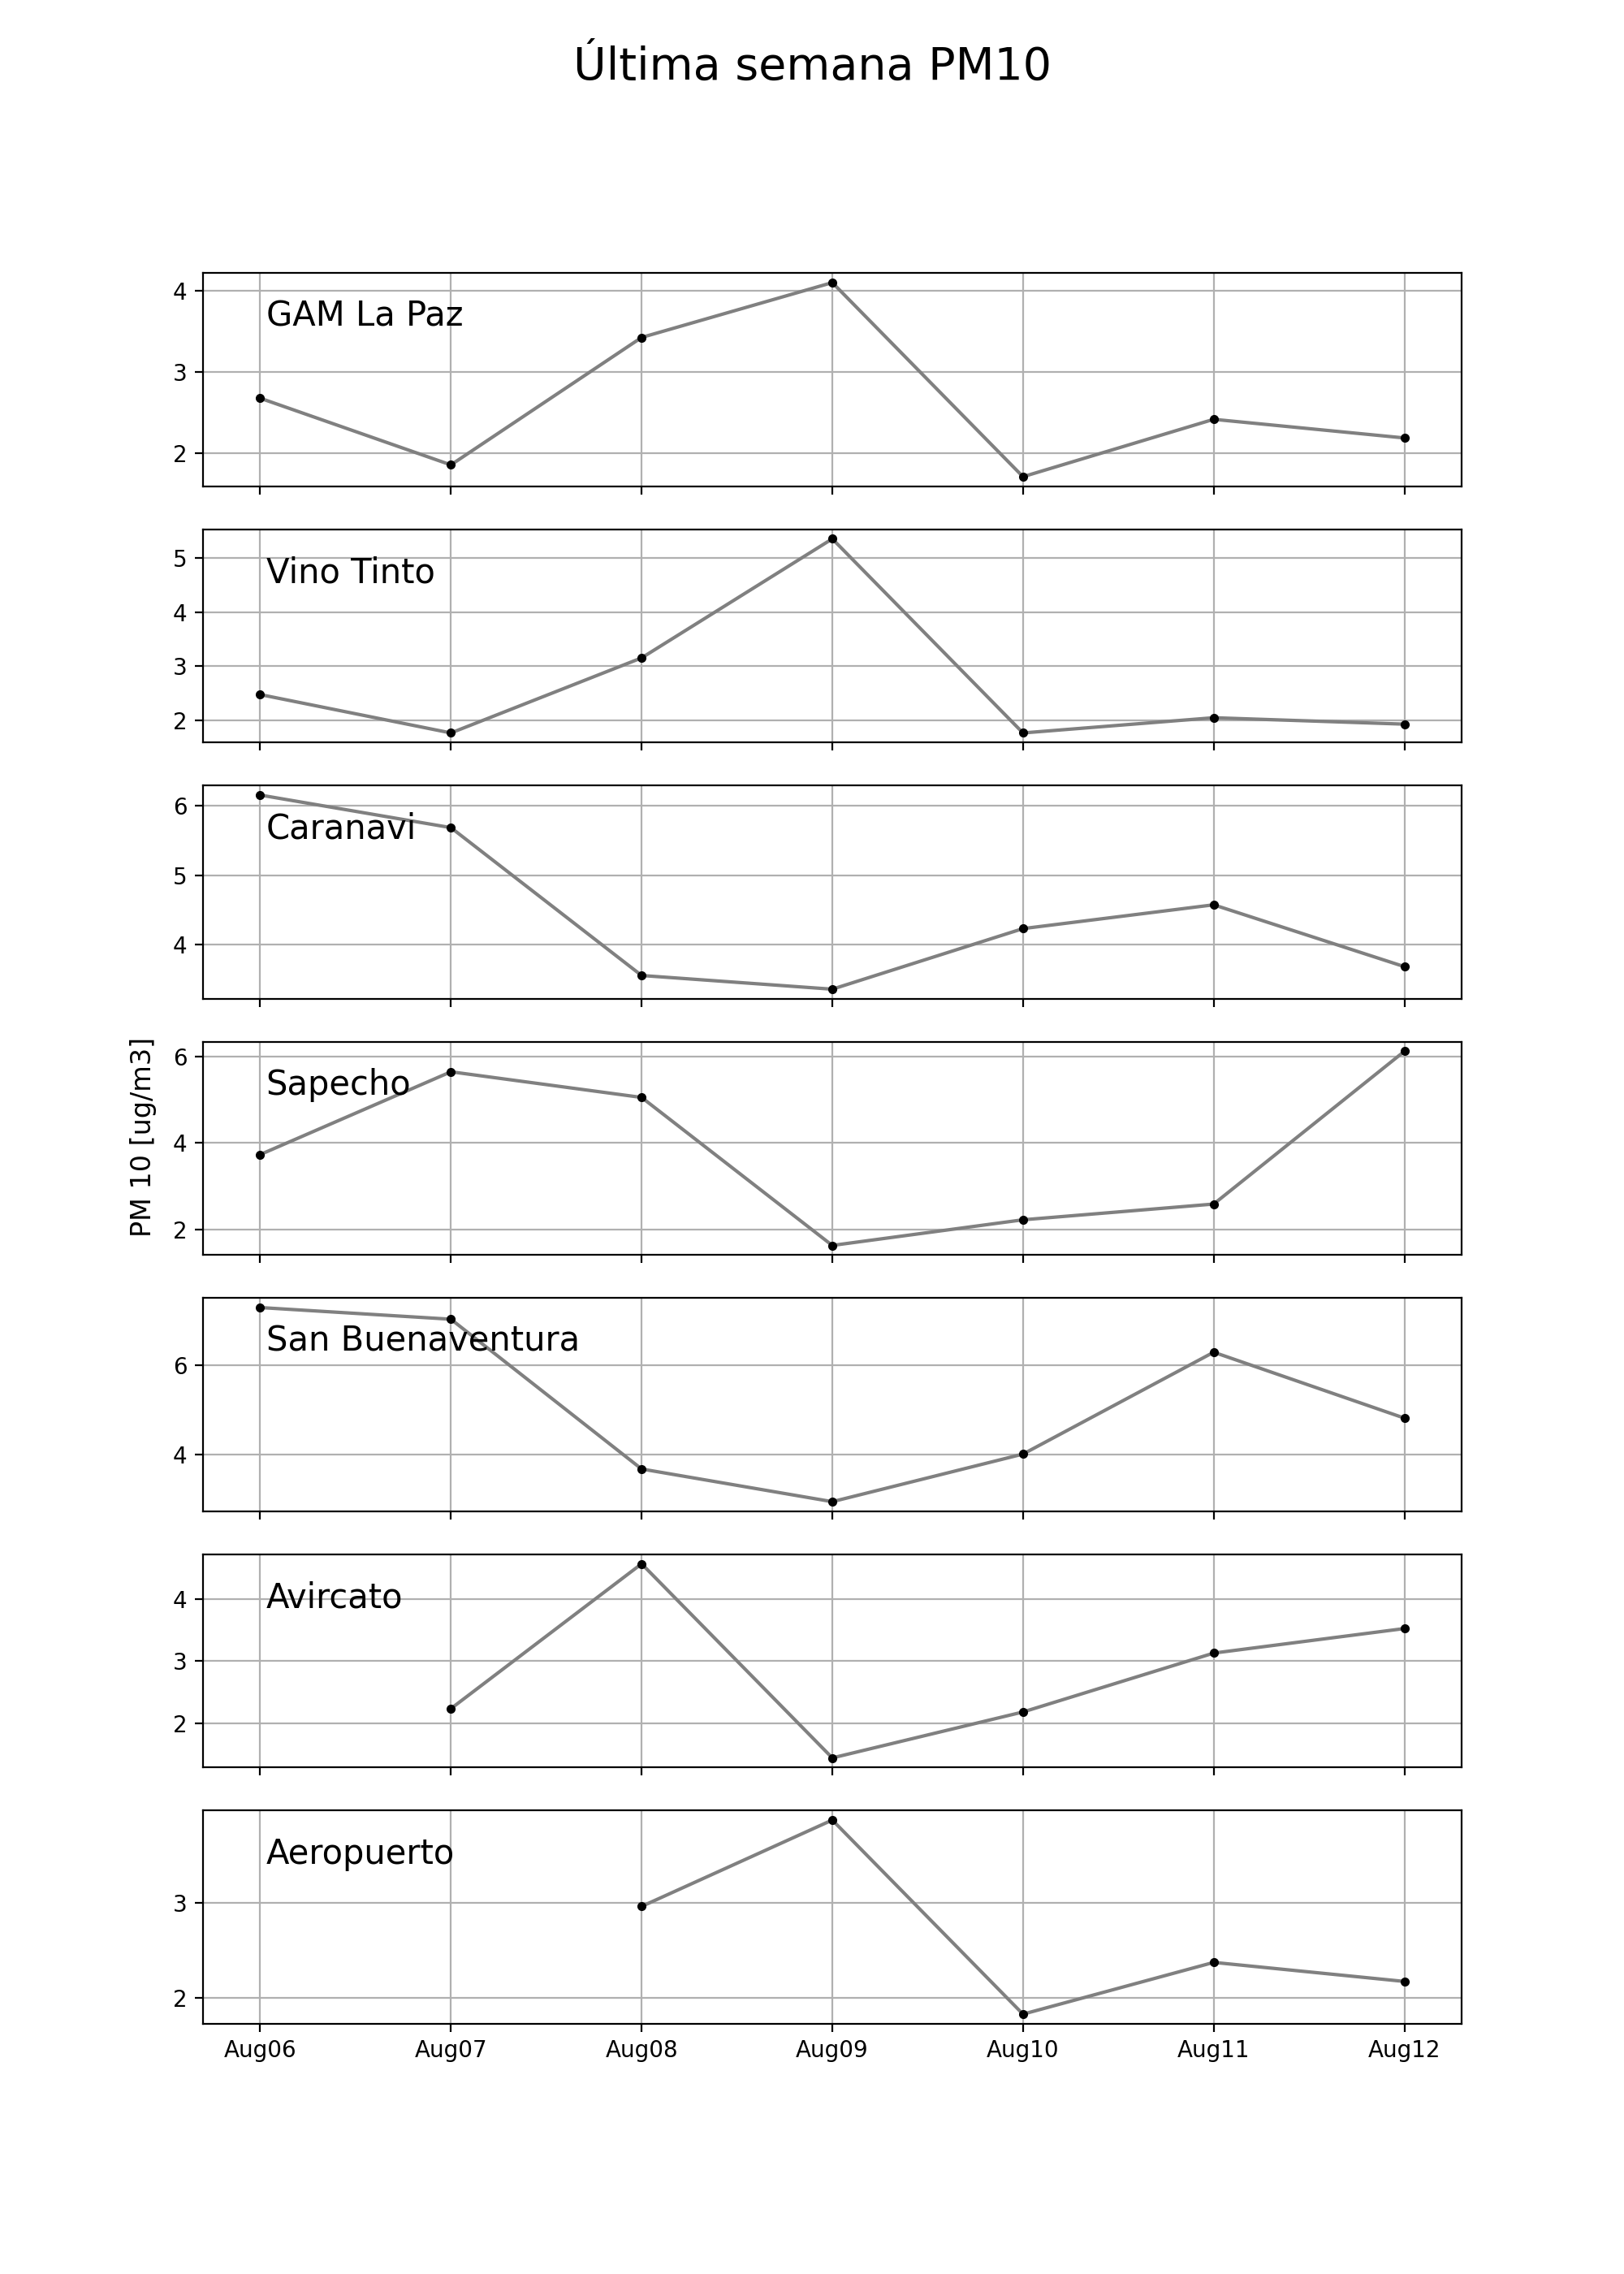 Última semana PM10
GAM La Paz
4
3
2
Vino Tinto
5
4
3
2
Caranavi
6
5
4
PM 10 [ug/m3]
Sapecho
6
4
2
San Buenaventura
6
4
Avircato
4
3
2
Aeropuerto
3
2
Aug06 Aug07 Aug08 Aug09 Aug10 Aug11 Aug12